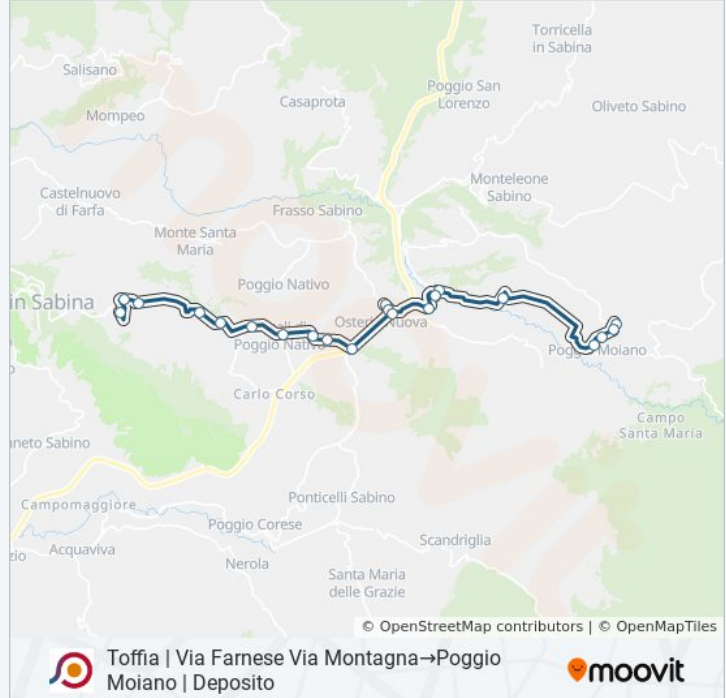 Torricella
in Sabina
Salisano
Poggio San
Lorenzo
Casaprota
Oliveto Sabino
Mompeo
Monteleone
Sabino
Castelnuovo
di Farfa
Frasso Sabino
Monte Santa
Maria
Poggio Nativo
in Sabina
Osteria Nuova
Poggio Nativo
Poggio Moiano
Carlo Corso
Campo
Santa Maria
neto Sabino
Ponticelli Sabino
Campomaggiore
Poggio Corese
Scandriglia
zio
Acquaviva
Nerola
Santa Maria
delle Grazie
© OpenStreetMap contributors | © OpenMapTiles
Toffia | Via Farnese Via Montagna→Poggio
Moiano | Deposito
moovit